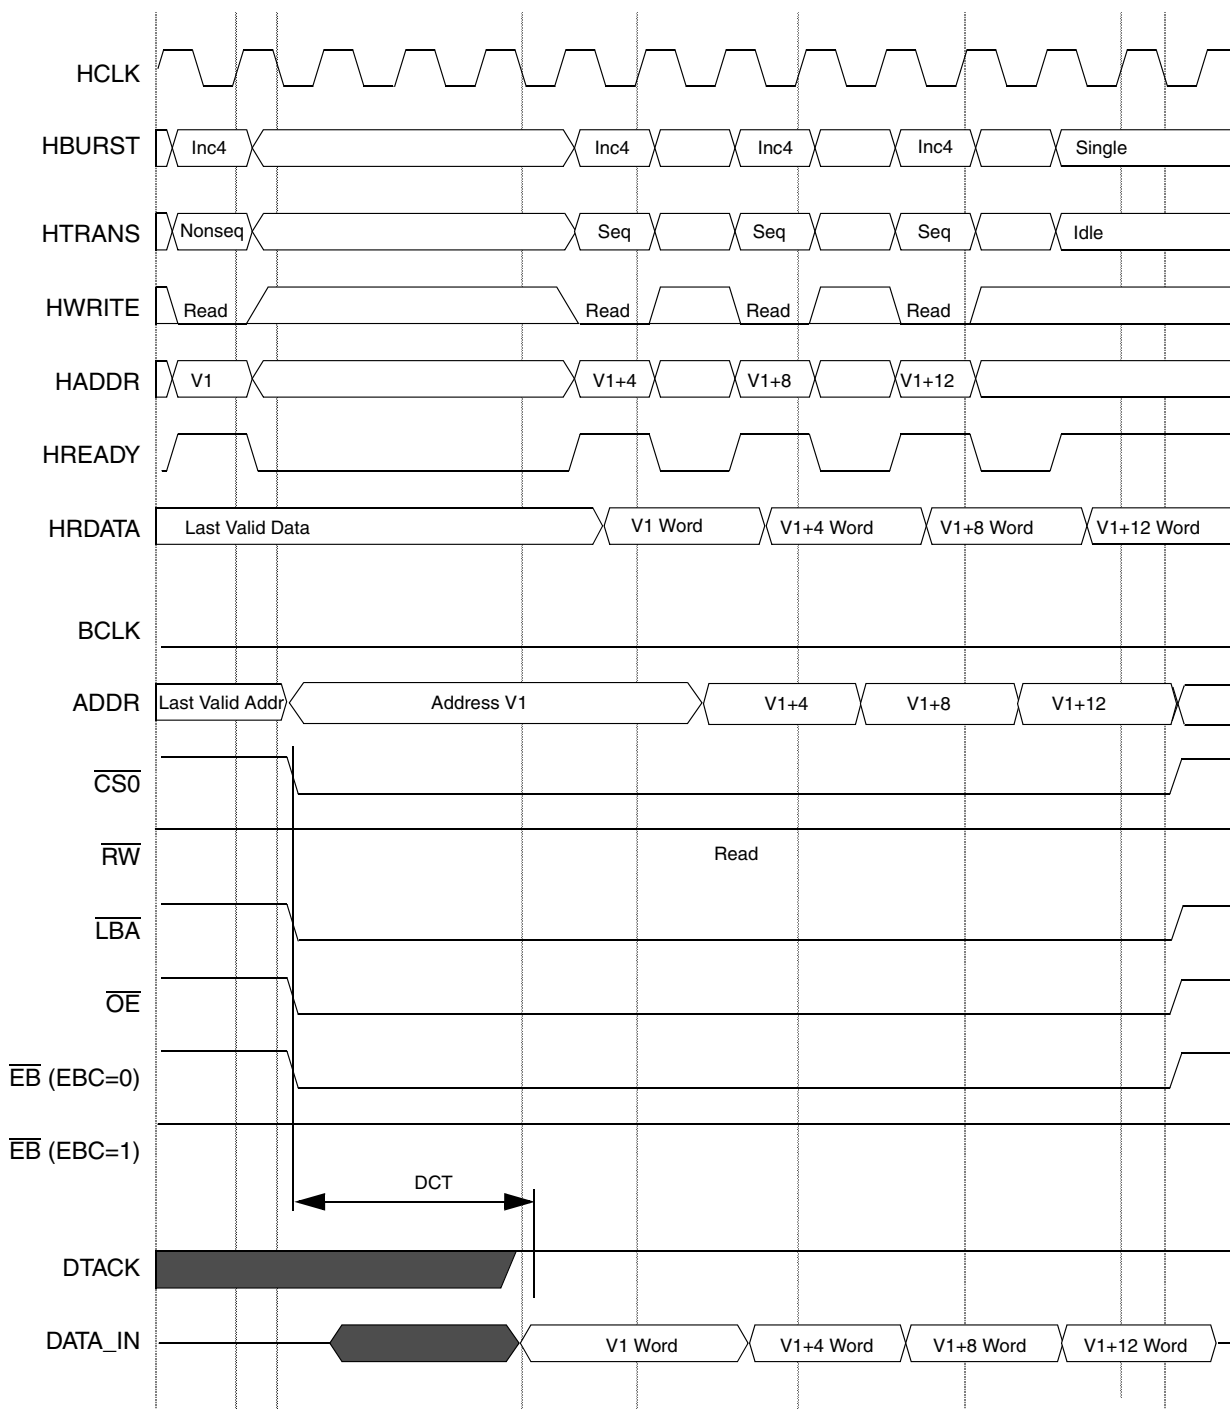 HCLK
HBURST Inc4 Inc4 Inc4 Inc4 Single
HTRANS Nonseq Seq Seq Seq Idle
HWRITE Read Read Read Read
HADDR V1 V1+4 V1+8 V1+12
HREADY
HRDATA Last Valid Data V1 Word V1+4 Word V1+8 Word V1+12 Word
BCLK
ADDR Last Valid Addr Address V1 V1+4 V1+8 V1+12
CS0
RW Read
LBA
OE
EB (EBC=0)
EB (EBC=1)
DCT
DTACK
DATA_IN V1 Word V1+4 Word V1+8 Word V1+12 Word